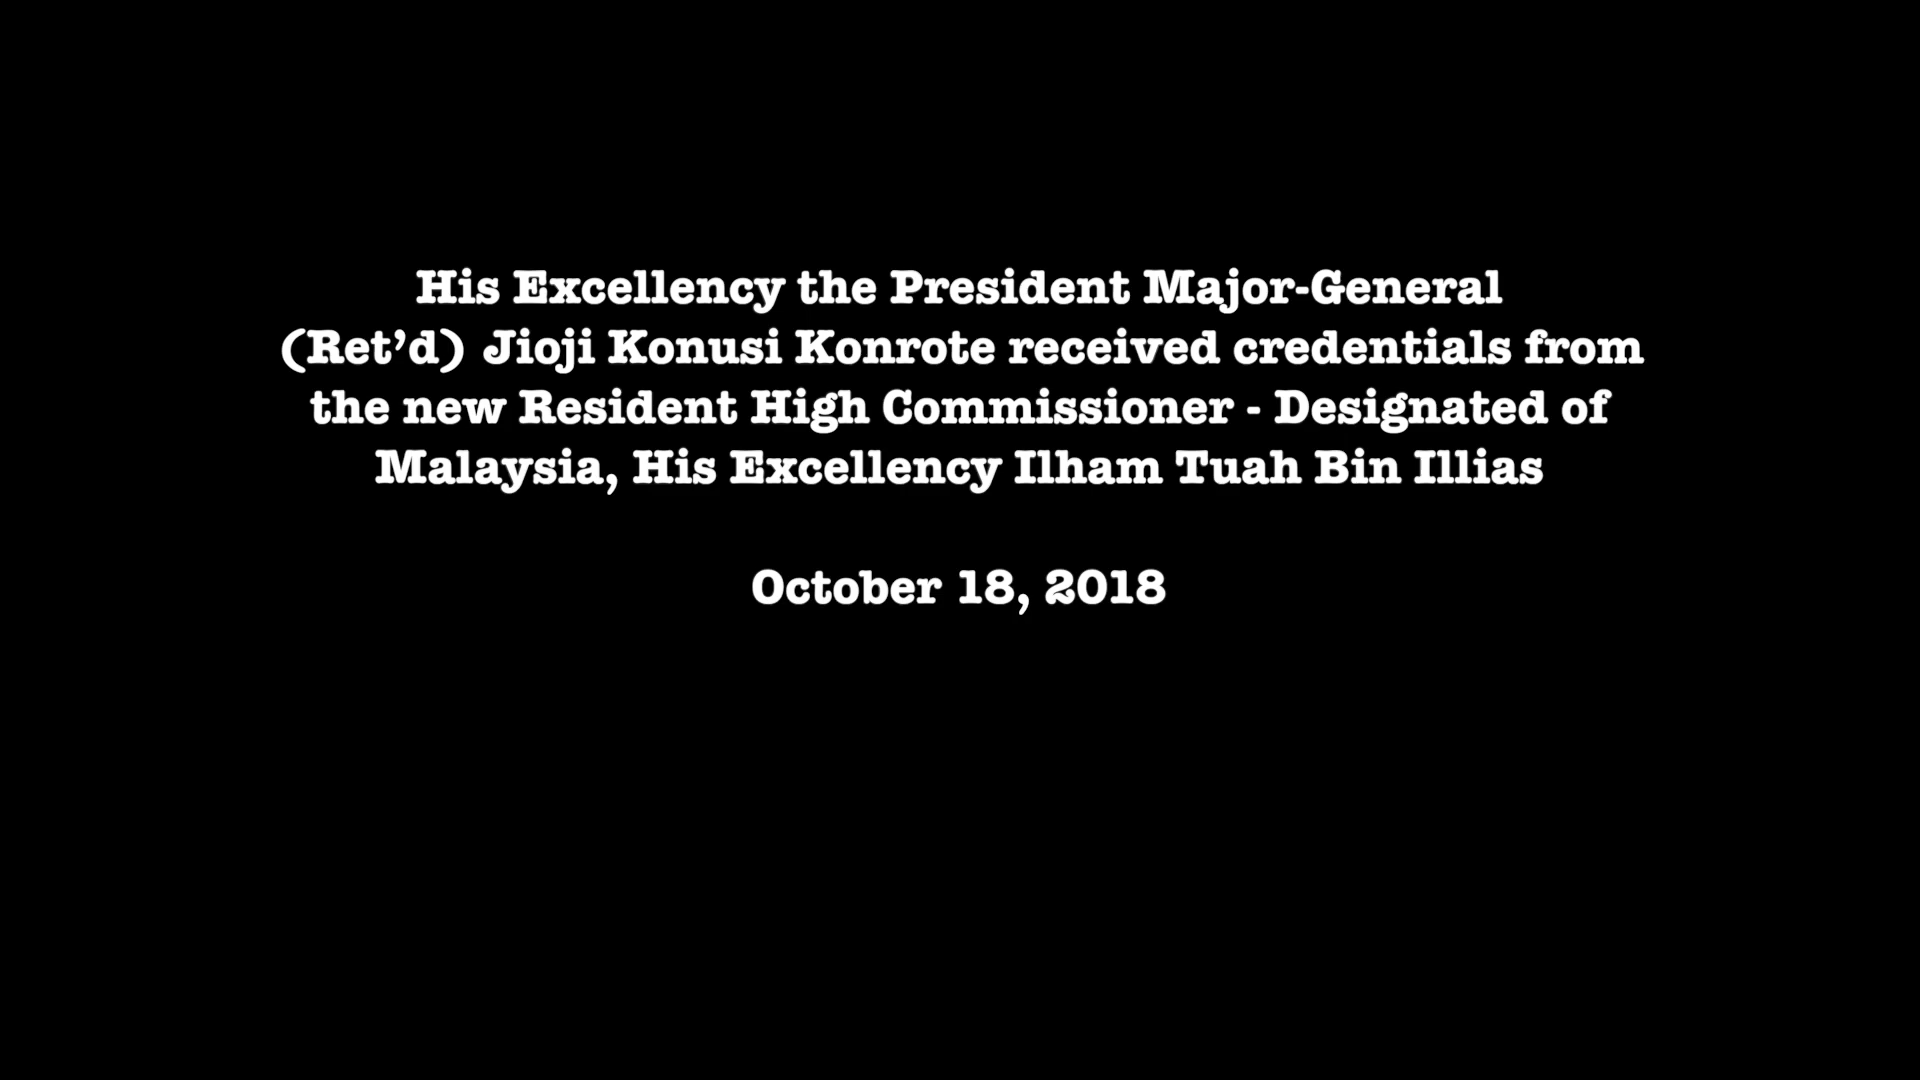 His Excellency the President Major-General
(Ret’d) Jioji Konusi Konrote received credentials from
the new Resident High Commissioner - Designated of
Malaysia, His Excellency Ilham Tuah Bin Illias
October 18, 2018